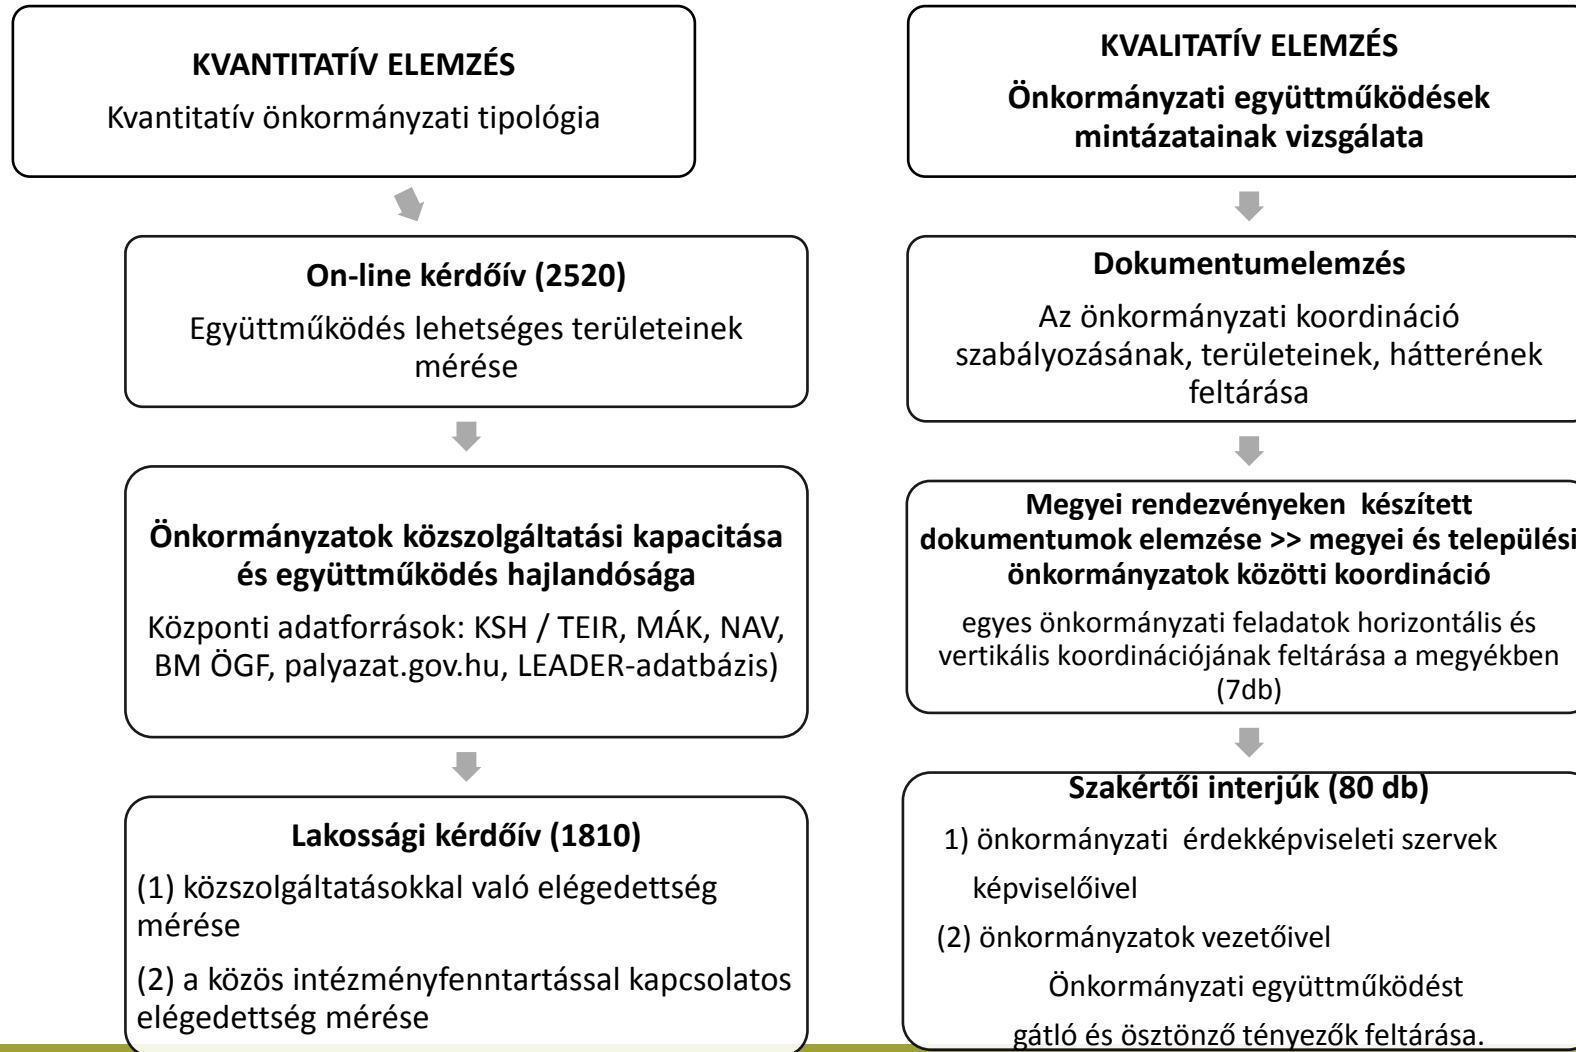 KVANTITATÍV ELEMZÉS
Kvantitatív önkormányzati tipológia
On-line kérdőív (2520)
Együttműködés lehetséges területeinek
mérése
Önkormányzatok közszolgáltatási kapacitása
és együttműködés hajlandósága
Központi adatforrások: KSH / TEIR, MÁK, NAV,
BM ÖGF, palyazat.gov.hu, LEADER-adatbázis)
Lakossági kérdőív (1810)
(1) közszolgáltatásokkal való elégedettség
mérése
(2) a közös intézményfenntartással kapcsolatos
elégedettség mérése
KVALITATÍV ELEMZÉS
Önkormányzati együttműködések
mintázatainak vizsgálata
Dokumentumelemzés
Az önkormányzati koordináció
szabályozásának, területeinek, hátterének
feltárása
Megyei rendezvényeken készített
dokumentumok elemzése >> megyei és települési
önkormányzatok közötti koordináció
egyes önkormányzati feladatok horizontális és
vertikális koordinációjának feltárása a megyékben
(7db)
Szakértői interjúk (80 db)
1) önkormányzati érdekképviseleti szervek
képviselőivel
(2) önkormányzatok vezetőivel
Önkormányzati együttműködést
gátló és ösztönző tényezők feltárása.